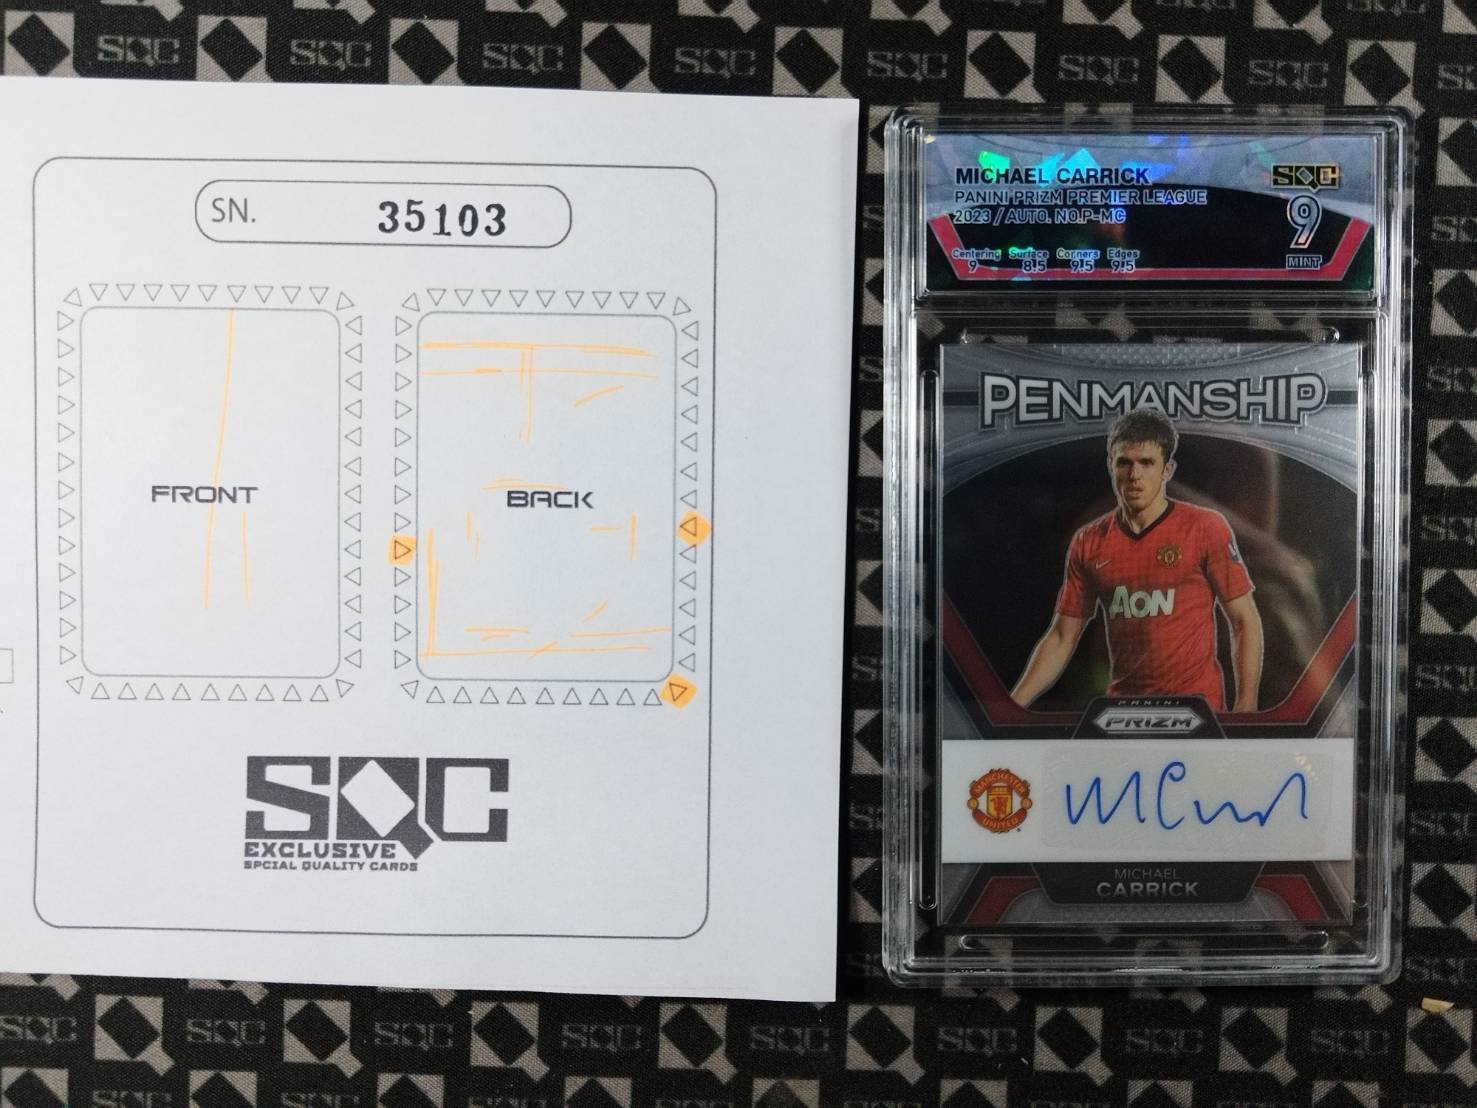 SN. 35103
FRONT
BACK
SQC
EXCLUSIVE
SPCIAL QUALITY CARDS
MICHAEL CARRICK
PANINI PRIZM PREMIER LEAGUE
2023 / AUTO. NO.P-MC
Centering Surface Corners Edges
9 8.5 9.5 9.5
SQC
9
MINT
PENMANSHIP
AON
PANINI
PRIZM
MANCHESTER
UNITED
MICHAEL
CARRICK